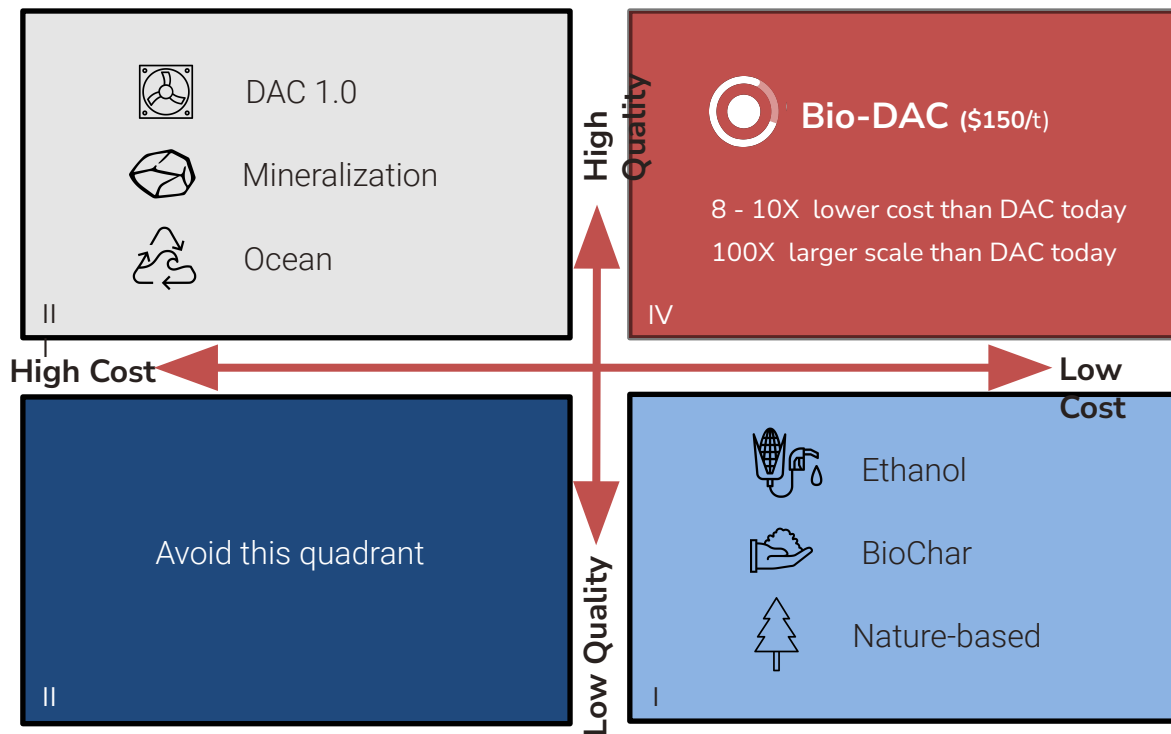 DAC 1.0
Mineralization
Ocean
II
I
High
Quality
Bio-DAC ($150/t)
8 - 10X lower cost than DAC today
100X larger scale than DAC today
IV
High Cost
Low
Cost
Avoid this quadrant
II
Low Quality
Ethanol
BioChar
Nature-based
I